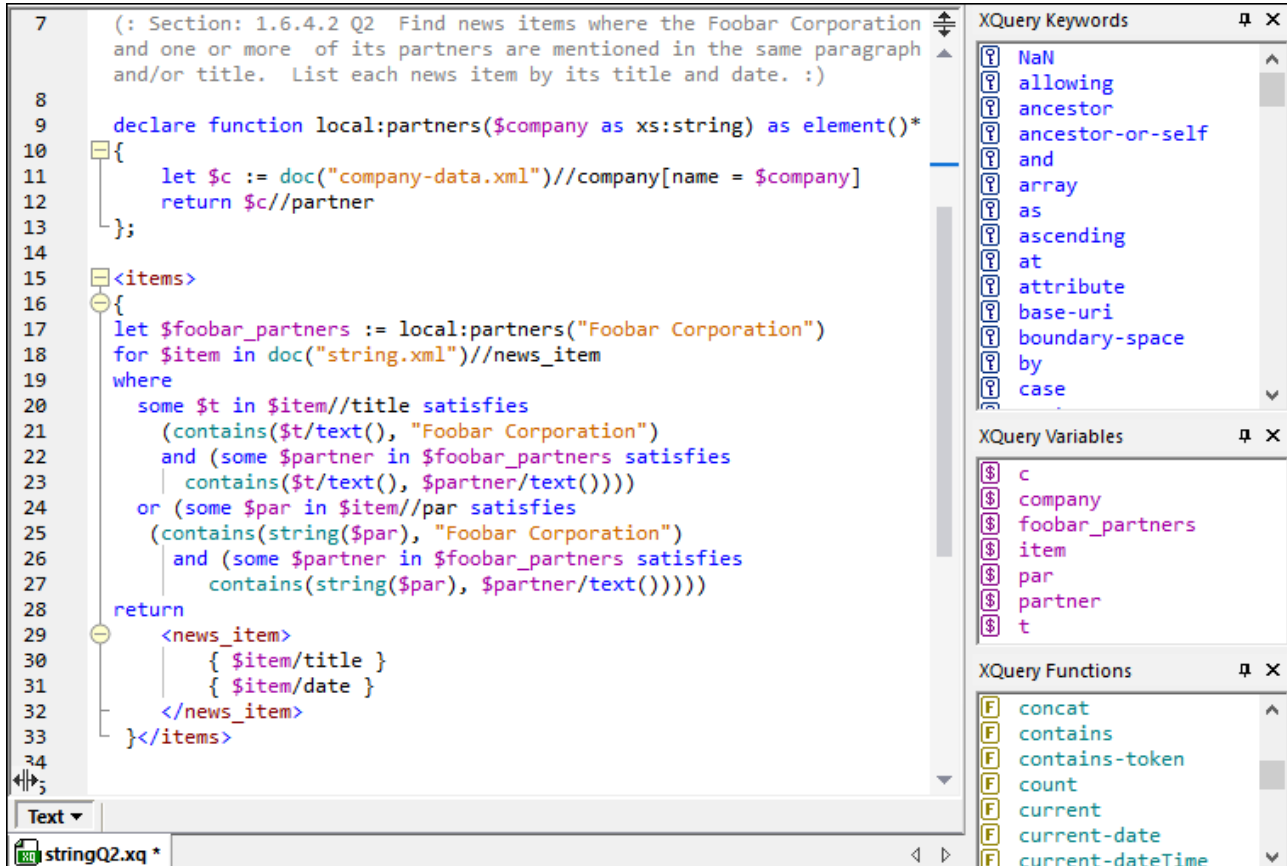 7 (: Section: 1.6.4.2 Q2  Find news items where the Foobar Corporation
and one or more  of its partners are mentioned in the same paragraph
and/or title.  List each news item by its title and date. :)
8
9 declare function local:partners($company as xs:string) as element()*
10 {
11     let $c := doc("company-data.xml")//company[name = $company]
12     return $c//partner
13 };
14
15 <items>
16 {
17 let $foobar_partners := local:partners("Foobar Corporation")
18 for $item in doc("string.xml")//news_item
19 where
20   some $t in $item//title satisfies
21     (contains($t/text(), "Foobar Corporation")
22     and (some $partner in $foobar_partners satisfies
23       contains($t/text(), $partner/text())))
24   or (some $par in $item//par satisfies
25    (contains(string($par), "Foobar Corporation")
26      and (some $partner in $foobar_partners satisfies
27         contains(string($par), $partner/text()))))
28 return
29     <news_item>
30         { $item/title }
31         { $item/date }
32     </news_item>
33  }</items>
34
Text
stringQ2.xq *
XQuery Keywords
NaN
allowing
ancestor
ancestor-or-self
and
array
as
ascending
at
attribute
base-uri
boundary-space
by
case
XQuery Variables
c
company
foobar_partners
item
par
partner
t
XQuery Functions
concat
contains
contains-token
count
current
current-date
current-dateTime